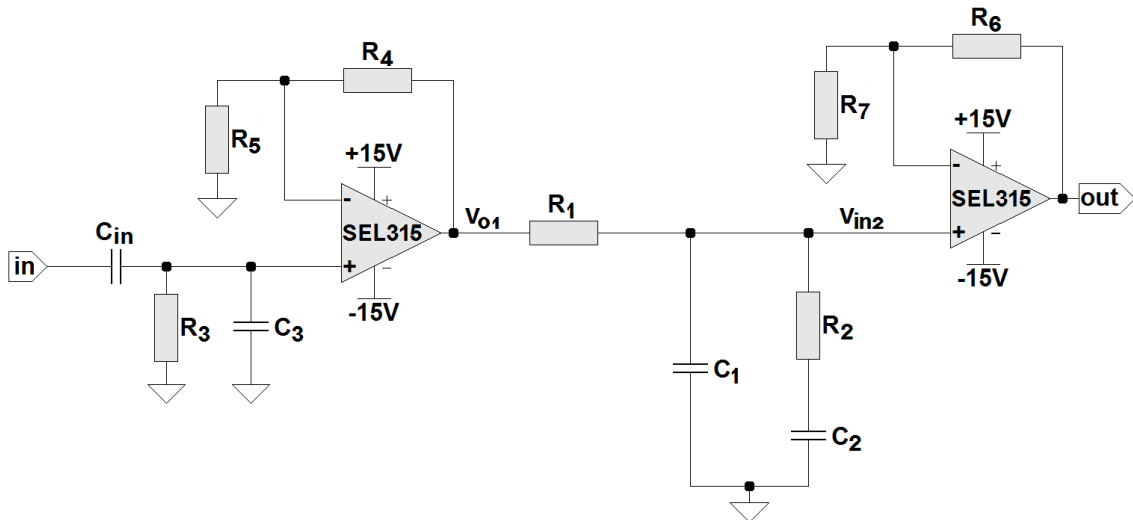 R6
R4
R7
+15V
R5
+15V
-
SEL315
out
+
+
-
-15V
-
SEL315
+
+
-
-15V
Vo1
R1
Vin2
Cin
in
R3
C3
R2
C1
C2